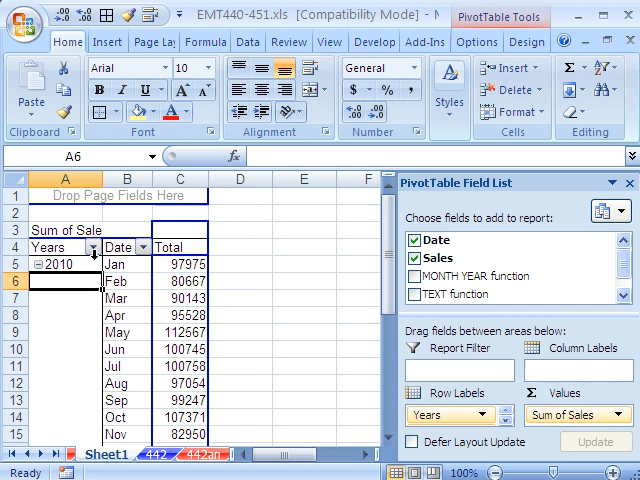 EMT440-451.xls [Compatibility Mode] - M
PivotTable Tools
Home Insert Page La Formulas Data Review View Develop Add-Ins Options Design
Paste Arial 10 General Styles Insert Delete Format
B I U A $ % , Σ
Clipboard Font Alignment Number Cells Editing
A6 fx
A B C D E F
1 Drop Page Fields Here
2
3 Sum of Sale
4 Years Date Total
5 2010 Jan 97975
6 Feb 80667
7 Mar 90143
8 Apr 95528
9 May 112567
10 Jun 100745
11 Jul 100758
12 Aug 97054
13 Sep 99247
14 Oct 107371
15 Nov 82950
PivotTable Field List
Choose fields to add to report:
Date
Sales
MONTH YEAR function
TEXT function
Drag fields between areas below:
Report Filter Column Labels
Row Labels Σ Values
Years Sum of Sales
Defer Layout Update Update
Sheet1 442 442an
Ready 100%